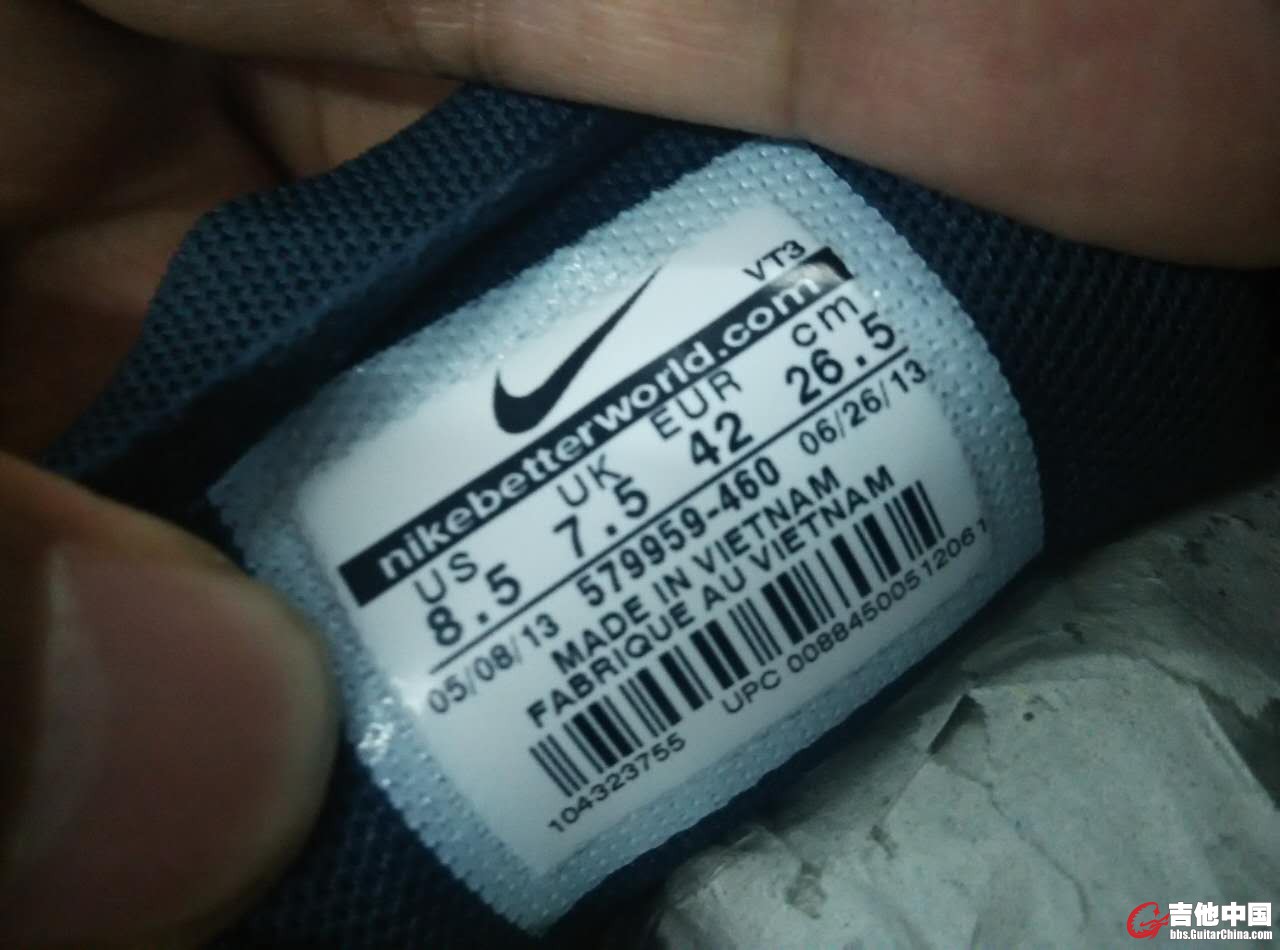 VT3
nikebetterworld.com
US UK EUR cm
8.5 7.5 42 26.5
05/08/13 579959-460 06/26/13
MADE IN VIETNAM
FABRIQUE AU VIETNAM
104323755 UPC 00884500512061
吉他中国
bbs.GuitarChina.com